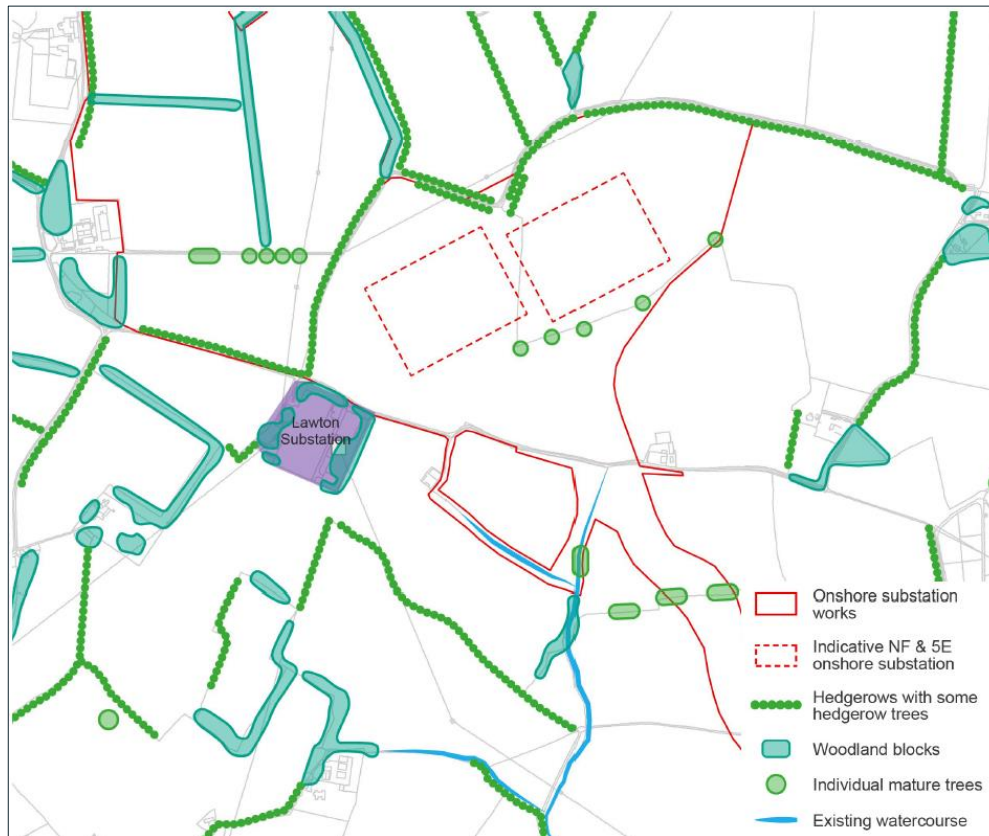 Lawton
Substation
Onshore substation
works
Indicative NF & 5E
onshore substation
Hedgerows with some
hedgerow trees
Woodland blocks
Individual mature trees
Existing watercourse